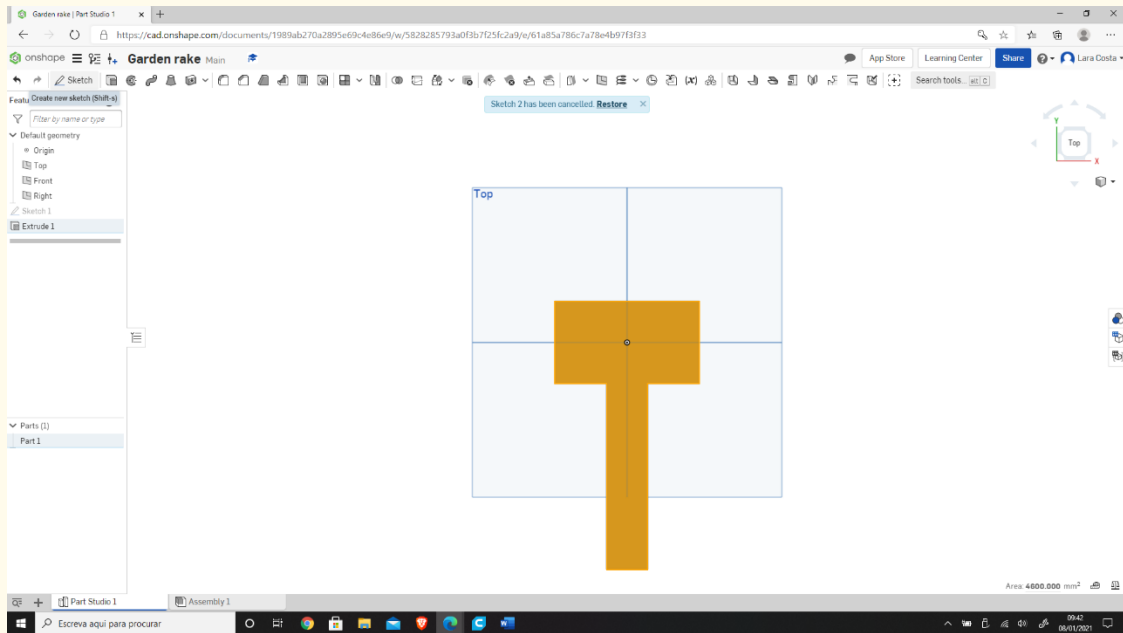 Garden rake | Part Studio 1
https://cad.onshape.com/documents/1989ab270a2895e69c4e86e9/w/5828285793a0f3b7f25fc2a9/e/61a85a786c7a78e4b97f3f33
onshape Garden rake Main App Store Learning Center Share Lara Costa
Sketch Search tools... alt C
Create new sketch (Shift-s)
Sketch 2 has been cancelled. Restore
Filter by name or type
Default geometry
Origin
Top
Front
Right
Sketch 1
Extrude 1
Top
Y
Top
X
Parts (1)
Part 1
Area: 4600.000 mm²
Part Studio 1 Assembly 1
Escreva aqui para procurar
09:42
08/01/2021